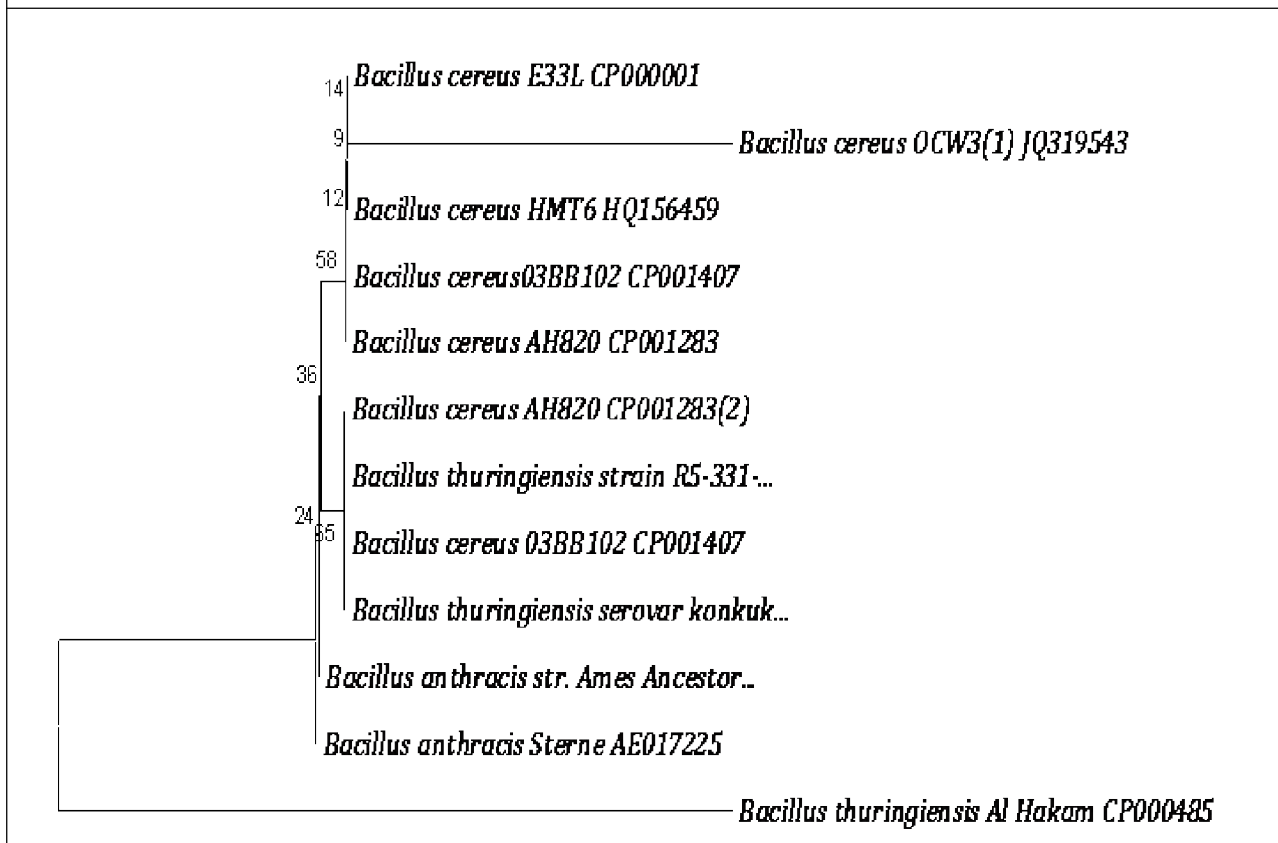 14
Bacillus cereus E33L CP000001
9
Bacillus cereus OCW3(1) JQ319543
12
Bacillus cereus HMT6 HQ156459
58
Bacillus cereus03BB102 CP001407
Bacillus cereus AH820 CP001283
36
Bacillus cereus AH820 CP001283(2)
Bacillus thuringiensis strain R5-331-...
24
Bacillus cereus 03BB102 CP001407
Bacillus thuringiensis serovar konkuk...
Bacillus anthracis str. Ames Ancestor...
Bacillus anthracis Sterne AE017225
Bacillus thuringiensis Al Hakam CP000485